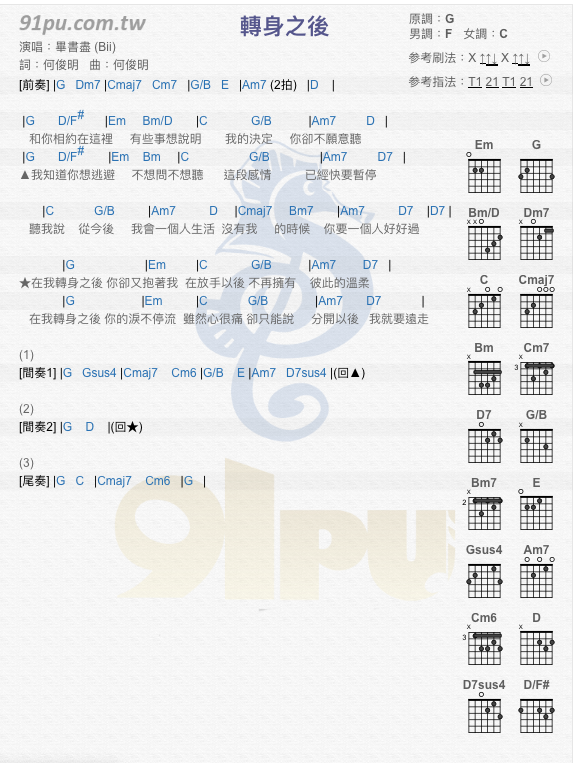 91pu.com.tw
轉身之後
原調：G
男調：F 女調：C
演唱：畢書盡 (Bii)
詞：何俊明 曲：何俊明
參考刷法：X ↑↑↓ X ↑↑↓
參考指法：T1 21 T1 21
[前奏] |G Dm7 |Cmaj7 Cm7 |G/B E |Am7 (2拍) |D |
|G D/F# |Em Bm/D |C G/B |Am7 D |
和你相約在這裡 有些事想說明 我的決定 你卻不願意聽
|G D/F# |Em Bm |C G/B |Am7 D7 |
▲我知道你想逃避 不想問不想聽 這段感情 已經快要暫停
|C G/B |Am7 D |Cmaj7 Bm7 |Am7 D7 |D7 |
聽我說 從今後 我會一個人生活 沒有我 的時候 你要一個人好好過
|G |Em |C G/B |Am7 D7 |
★在我轉身之後 你卻又抱著我 在放手以後 不再擁有 彼此的溫柔
|G |Em |C G/B |Am7 D7 |
在我轉身之後 你的淚不停流 雖然心很痛 卻只能說 分開以後 我就要遠走
(1)
[間奏1] |G Gsus4 |Cmaj7 Cm6 |G/B E |Am7 D7sus4 |(回▲)
(2)
[間奏2] |G D |(回★)
(3)
[尾奏] |G C |Cmaj7 Cm6 |G |
Em G
Bm/D Dm7
C Cmaj7
Bm Cm7
3
D7 G/B
Bm7 E
2
Gsus4 Am7
Cm6 D
3
D7sus4 D/F#
91pu